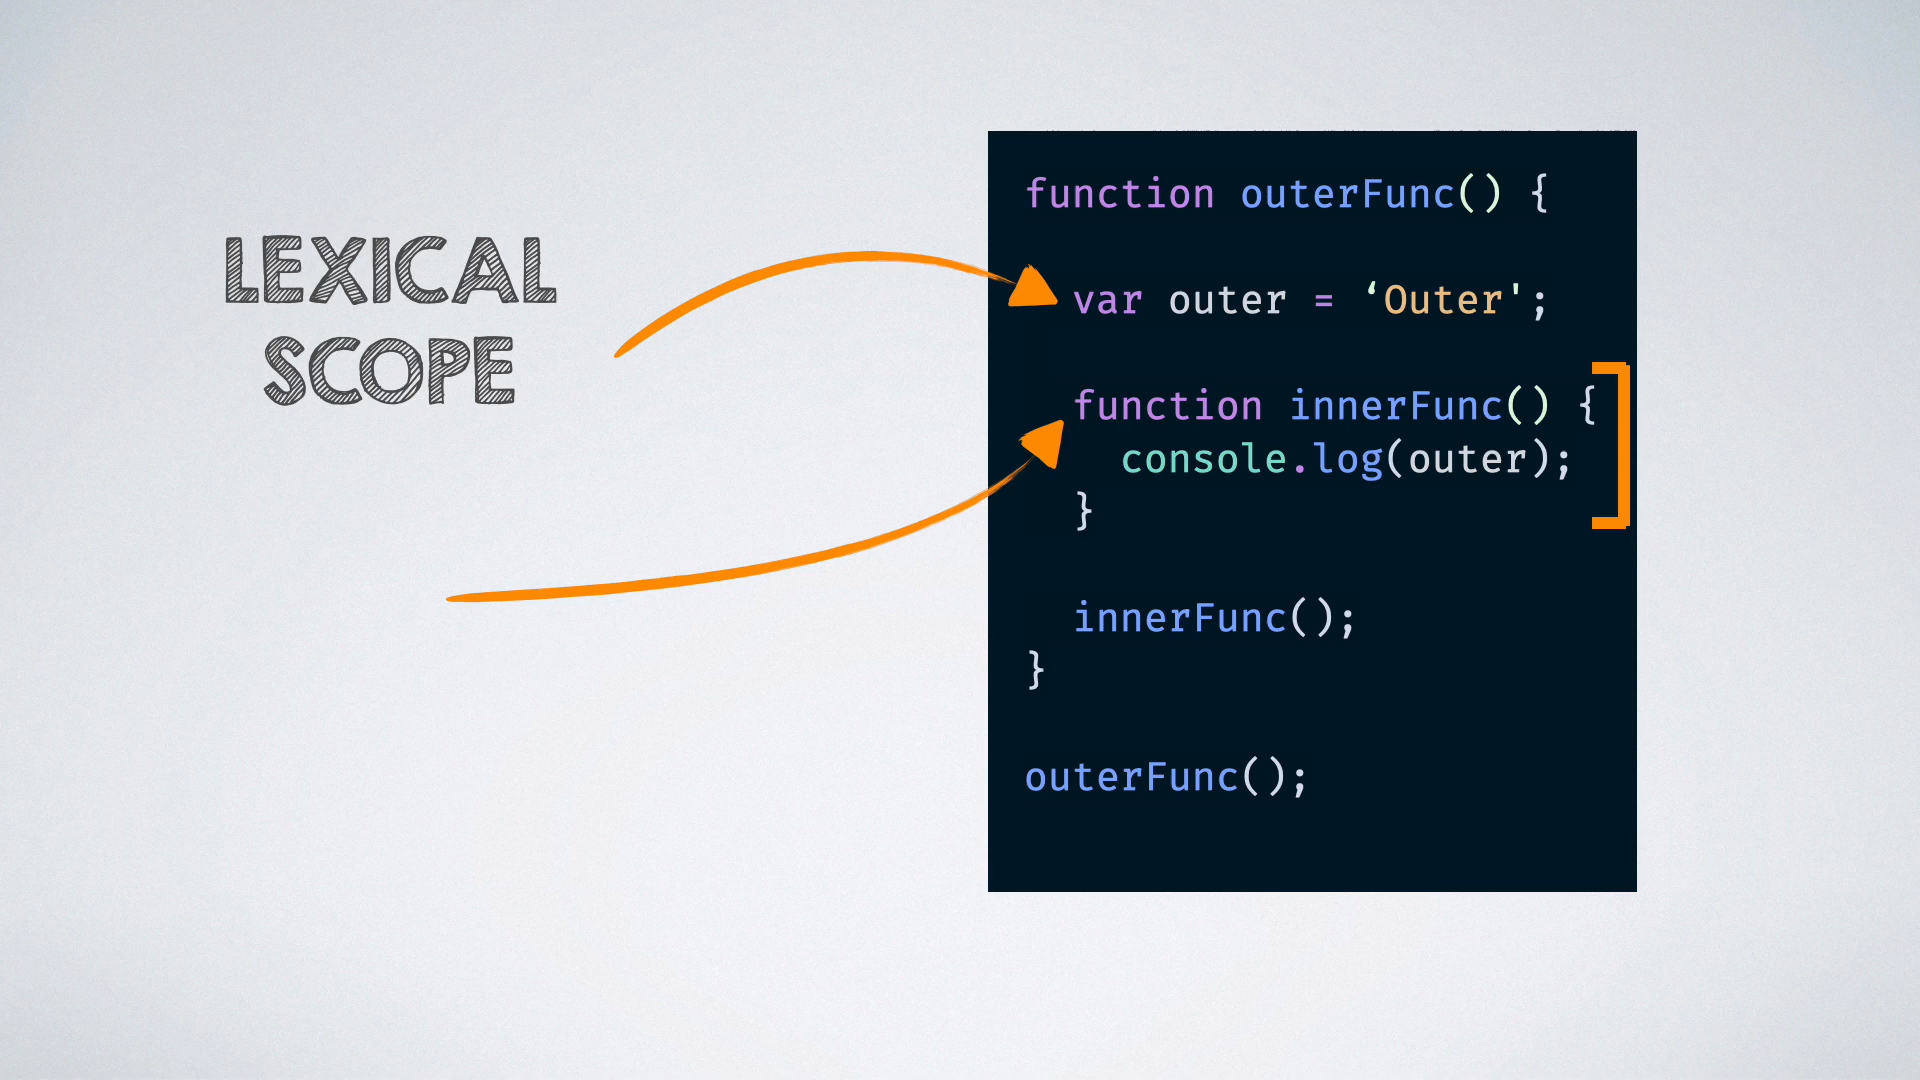 LEXICAL
SCOPE
function outerFunc() {
var outer = ‘Outer';
function innerFunc() {
console.log(outer);
}
innerFunc();
}
outerFunc();